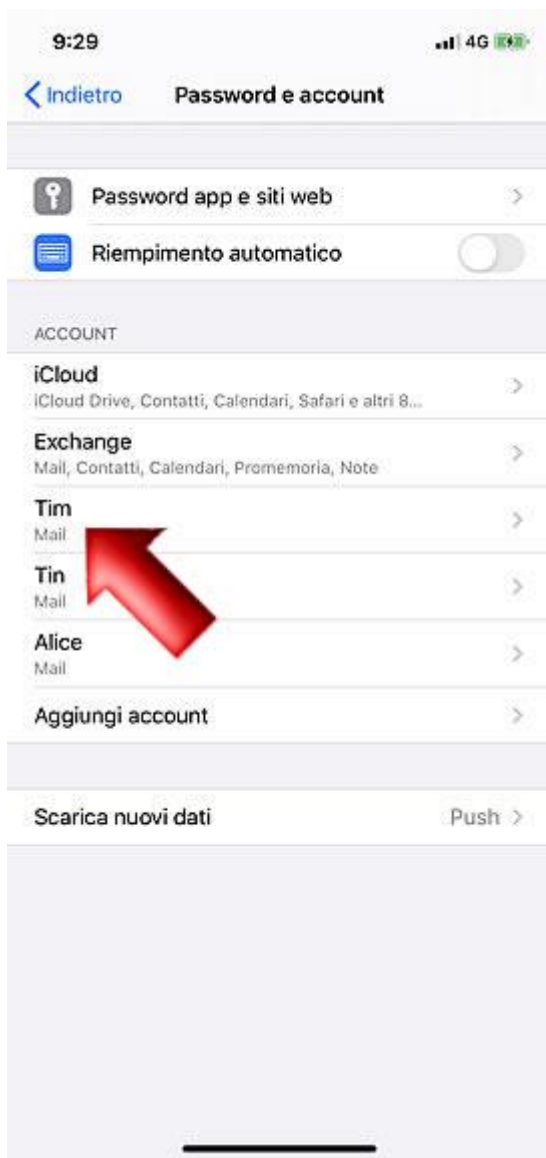 9:29 4G
Indietro Password e account
Password app e siti web
Riempimento automatico
ACCOUNT
iCloud
iCloud Drive, Contatti, Calendari, Safari e altri 8...
Exchange
Mail, Contatti, Calendari, Promemoria, Note
Tim
Mail
Tin
Mail
Alice
Mail
Aggiungi account
Scarica nuovi dati Push